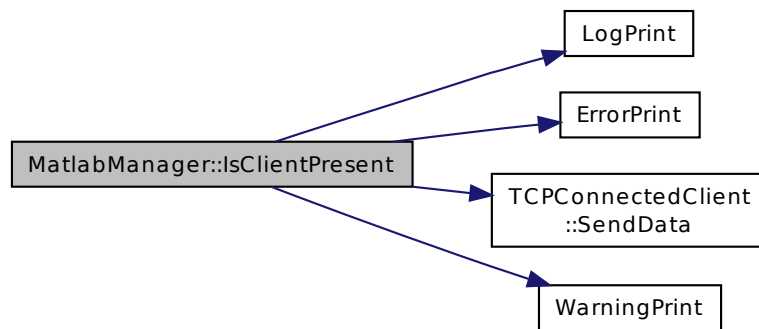 LogPrint
ErrorPrint
MatlabManager::IsClientPresent
TCPConnectedClient
::SendData
WarningPrint